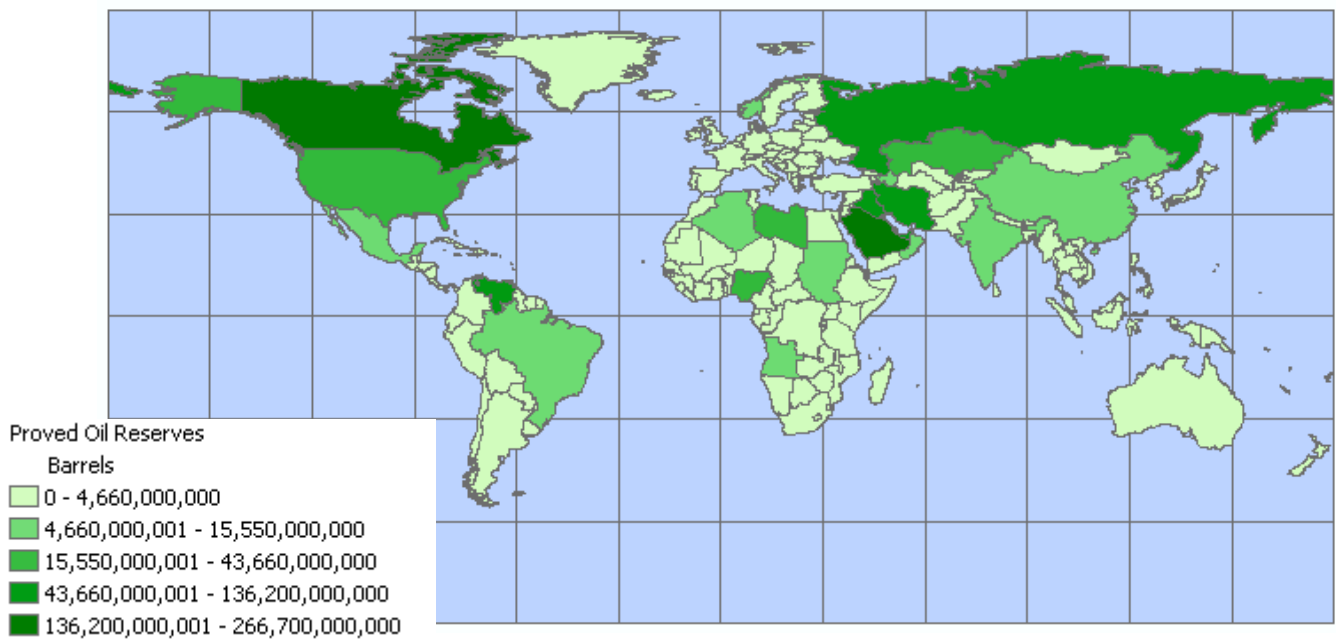 Proved Oil Reserves
Barrels
0 - 4,660,000,000
4,660,000,001 - 15,550,000,000
15,550,000,001 - 43,660,000,000
43,660,000,001 - 136,200,000,000
136,200,000,001 - 266,700,000,000